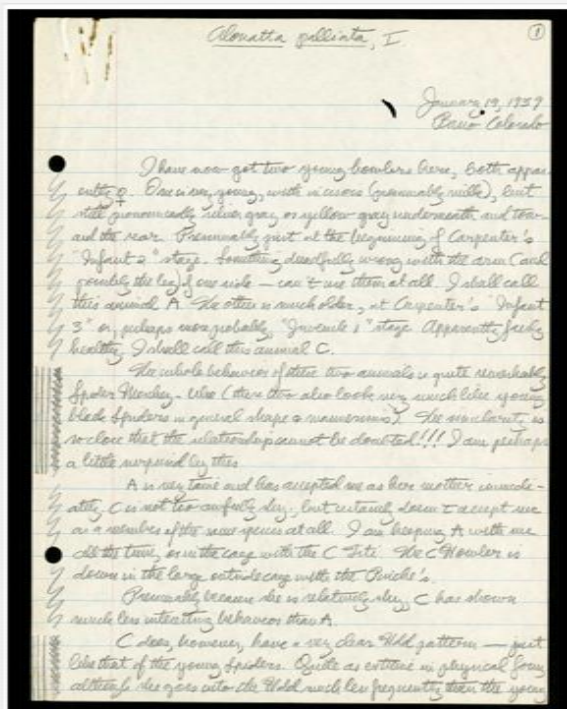 Alouatta palliata, I
①
January 19, 1959
Barro Colorado
I have now got two young howlers here, both appar-
ently ♀. One is very young, with incisors (presumably milk), but
still pronouncedly silver gray or yellow gray underneath and tow-
ard the rear. Presumably just at the beginning of Carpenter's
"Infant 2" stage. Something dreadfully wrong with the arm (and
possibly the leg) of one side — can't use them at all. I shall call
this animal A. The other is much older, at Carpenter's "Infant
3" or, perhaps more probably, "Juvenile 1" stage. Apparently fairly
healthy. I shall call this animal C.
The whole behavior of these two animals is quite remarkably
Spider Monkey-like (these two also look very much like young
black Spiders in general shape & mannerisms). The similarity is
so close that the relationship cannot be doubted!!! I am perhaps
a little surprised by this
A is very tame and has accepted me as her mother immedi-
ately. C is not too awfully shy, but certainly doesn't accept me
as a member of the same species at all. I am keeping A with me
all the time, or in the cage with the C Titi. The C Howler is
down in the large outside cage with the Pinche's.
Presumably because she is relatively shy, C has shown
much less interesting behavior than A.
C does, however, have a very clear Wold pattern — just
like that of the young Spiders. Quite as extreme in physical form,
although she goes into the Wold much less frequently than the young